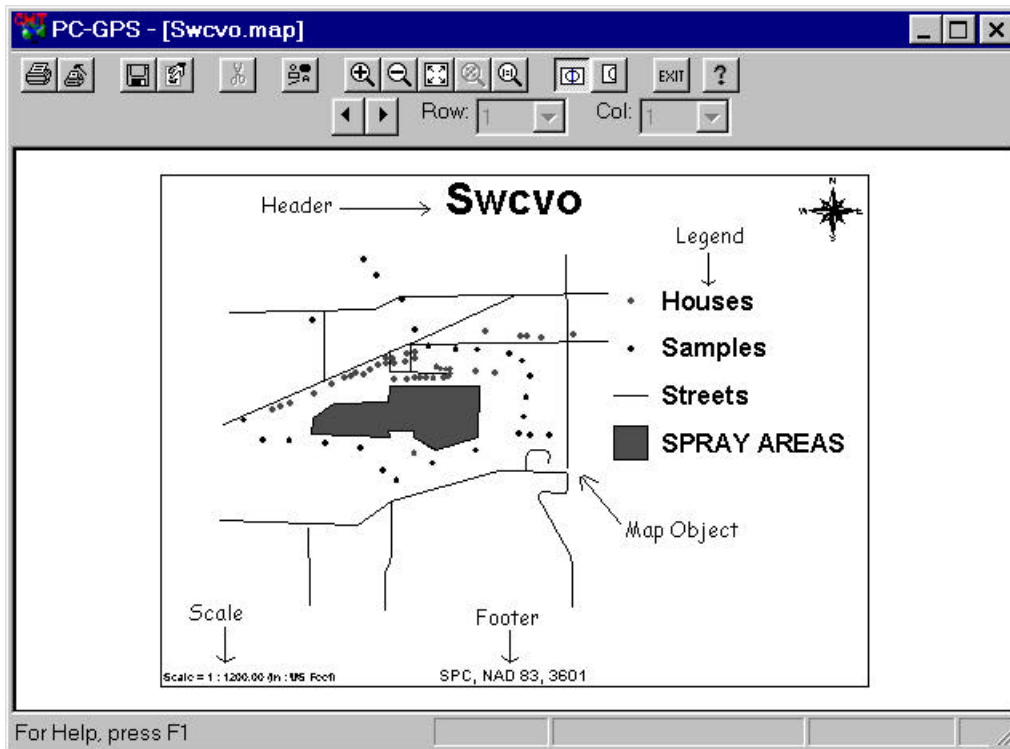 CMT
PC-GPS - [Swcvo.map]
EXIT ?
Row: 1 Col: 1
Header
Swcvo
N
W E
S
Legend
Houses
Samples
Streets
SPRAY AREAS
Map Object
Scale
Footer
Scale = 1 : 1200.00 (In : US Feet)
SPC, NAD 83, 3601
For Help, press F1